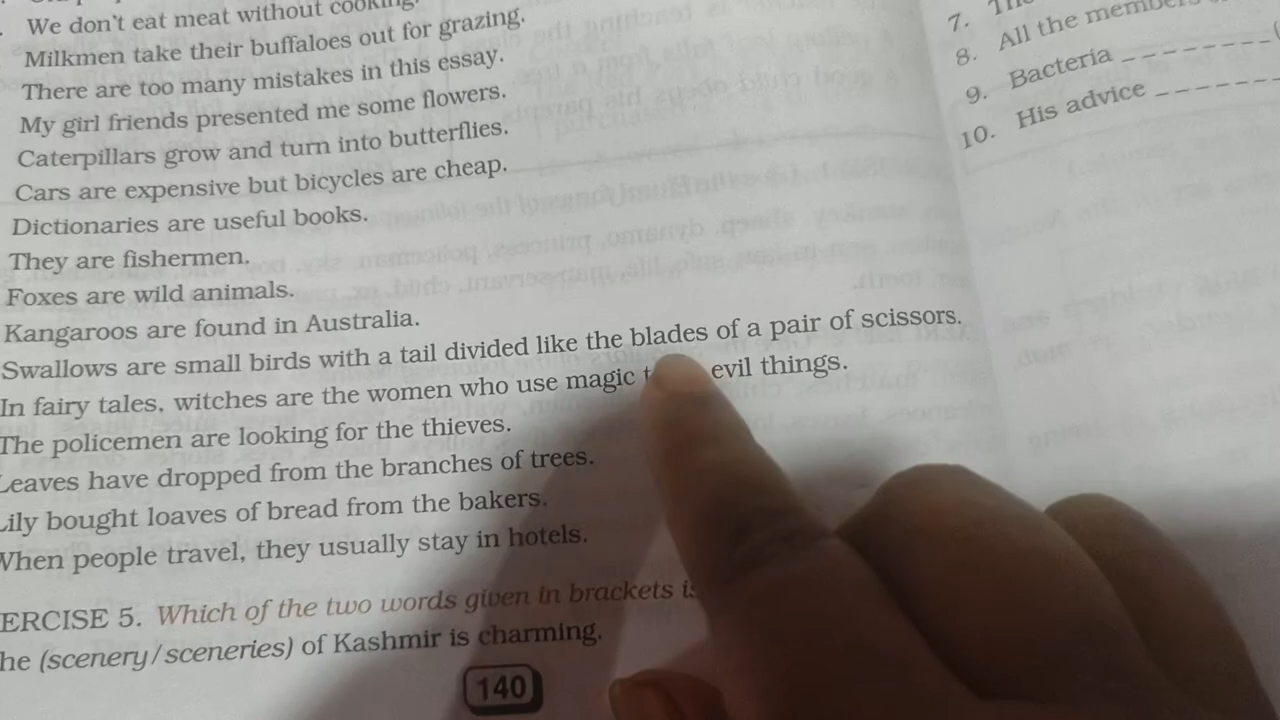 We don't eat meat without cooking.
Milkmen take their buffaloes out for grazing.
There are too many mistakes in this essay.
My girl friends presented me some flowers.
Caterpillars grow and turn into butterflies.
Cars are expensive but bicycles are cheap.
Dictionaries are useful books.
They are fishermen.
Foxes are wild animals.
Kangaroos are found in Australia.
Swallows are small birds with a tail divided like the blades of a pair of scissors.
In fairy tales, witches are the women who use magic evil things.
The policemen are looking for the thieves.
Leaves have dropped from the branches of trees.
Lily bought loaves of bread from the bakers.
When people travel, they usually stay in hotels.
ERCISE 5. Which of the two words given in brackets is
he (scenery/sceneries) of Kashmir is charming.
140
7.
8. All the members
9. Bacteria
10. His advice